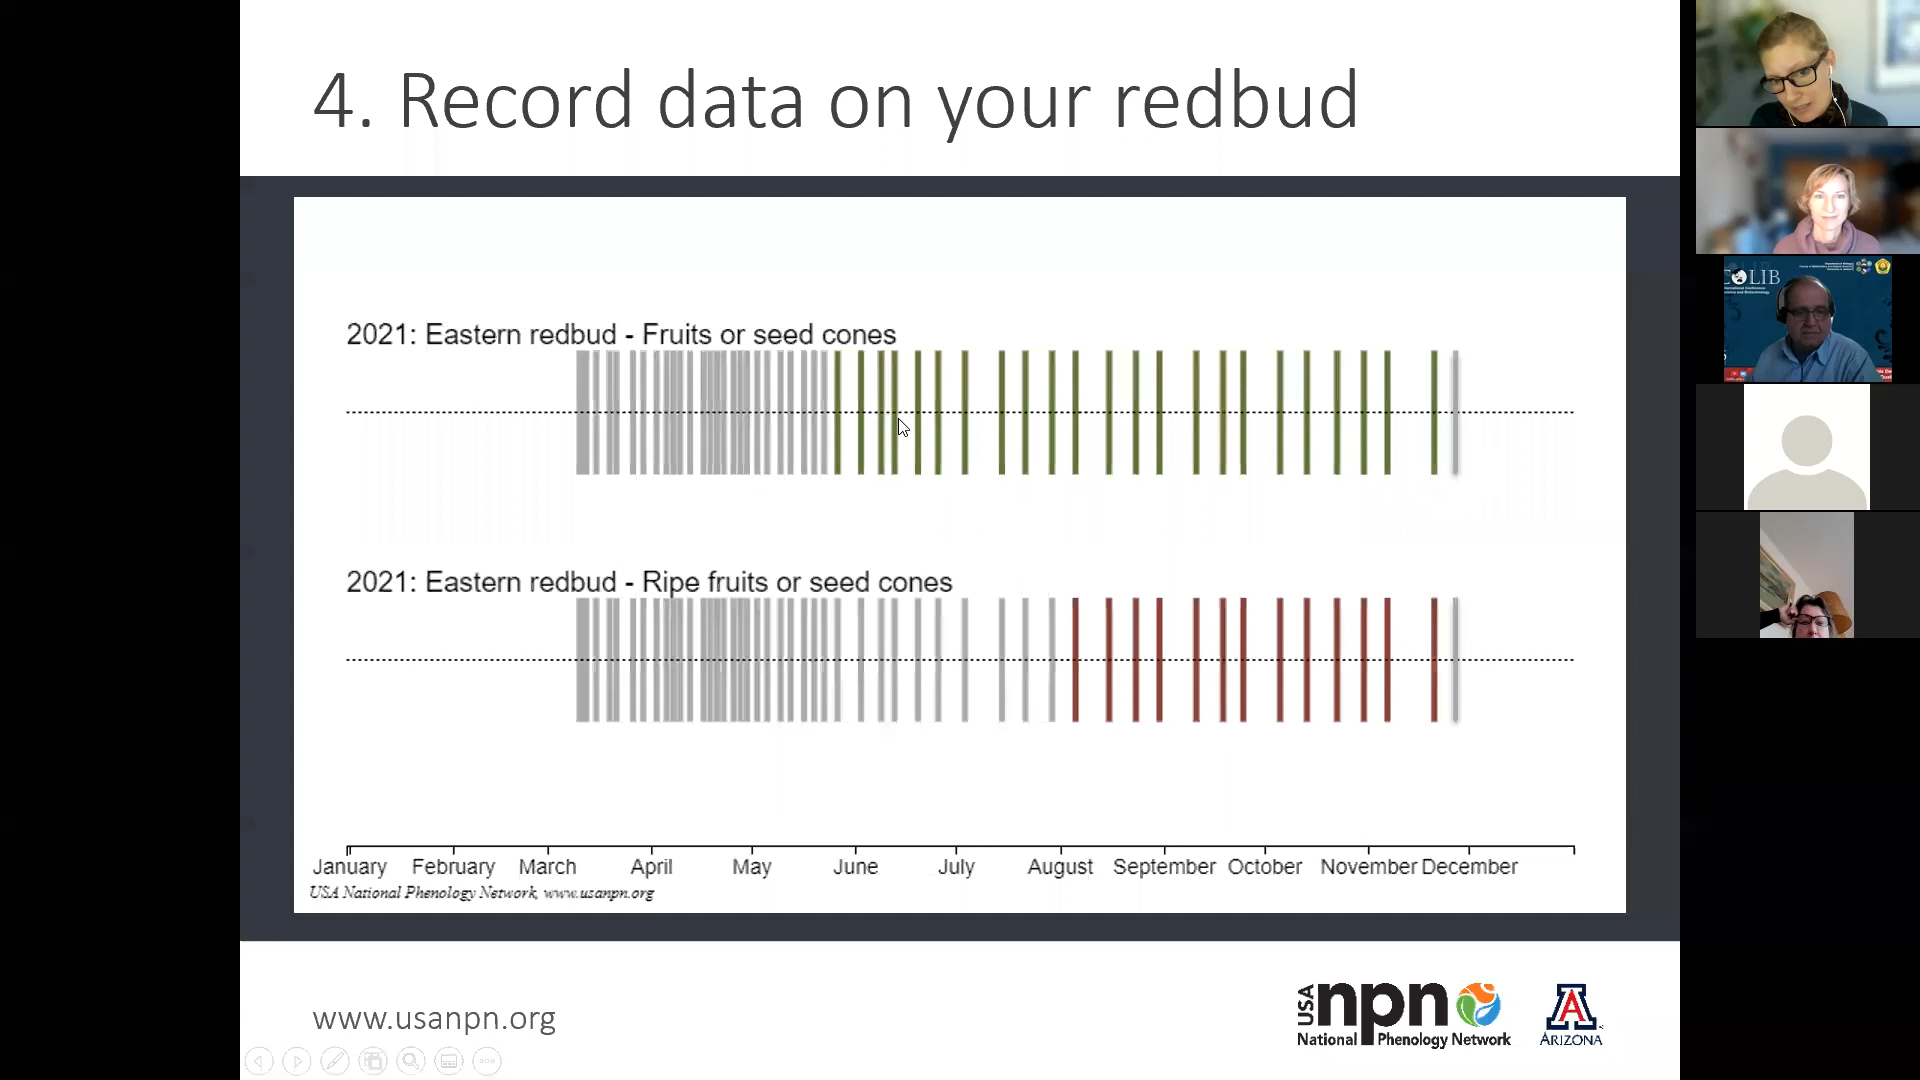 4. Record data on your redbud
2021: Eastern redbud - Fruits or seed cones
2021: Eastern redbud - Ripe fruits or seed cones
January February March April May June July August September October November December
USA National Phenology Network, www.usanpn.org
www.usanpn.org
USA npn
National Phenology Network
ARIZONA
LIB